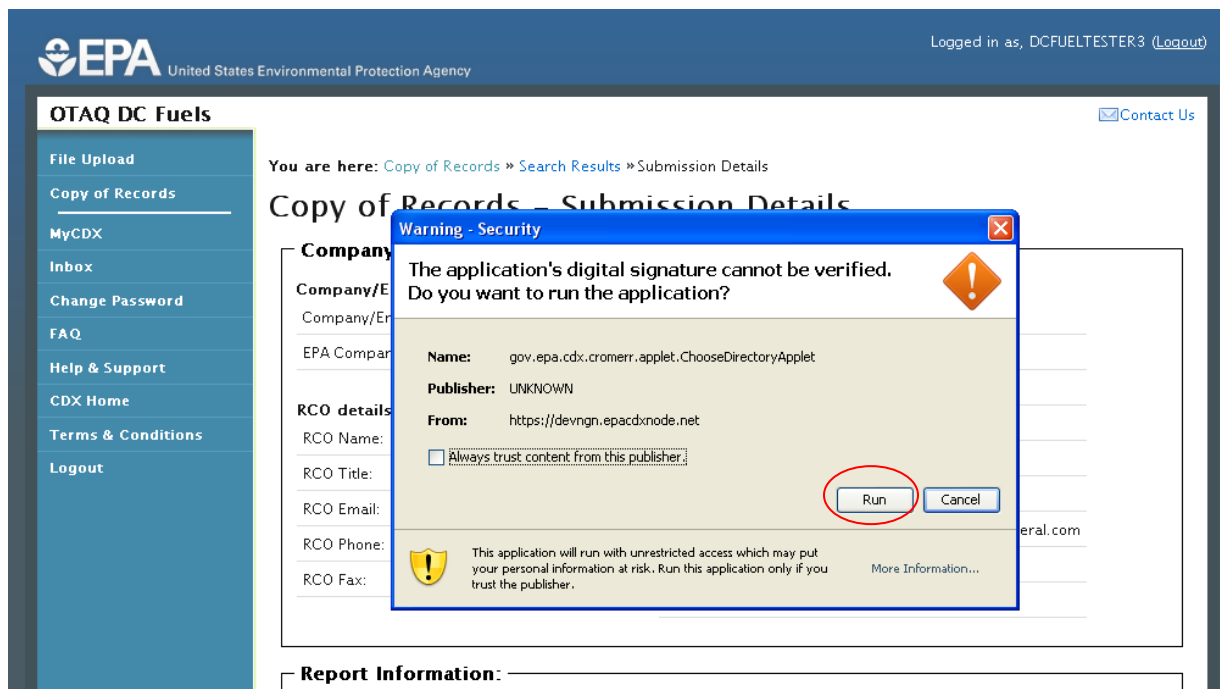 EPA United States Environmental Protection Agency
Logged in as, DCFUELTESTER3 (Logout)
OTAQ DC Fuels
Contact Us
File Upload
Copy of Records
MyCDX
Inbox
Change Password
FAQ
Help & Support
CDX Home
Terms & Conditions
Logout
You are here: Copy of Records » Search Results »Submission Details
Copy of Records – Submission Details
Company
Company/E
Company/En
EPA Compan
RCO details
RCO Name:
RCO Title:
RCO Email:
eral.com
RCO Phone:
RCO Fax:
Report Information:
Warning - Security
The application's digital signature cannot be verified.
Do you want to run the application?
Name: gov.epa.cdx.cromerr.applet.ChooseDirectoryApplet
Publisher: UNKNOWN
From: https://devngn.epacdxnode.net
Always trust content from this publisher.
Run Cancel
This application will run with unrestricted access which may put
your personal information at risk. Run this application only if you
trust the publisher.
More Information...